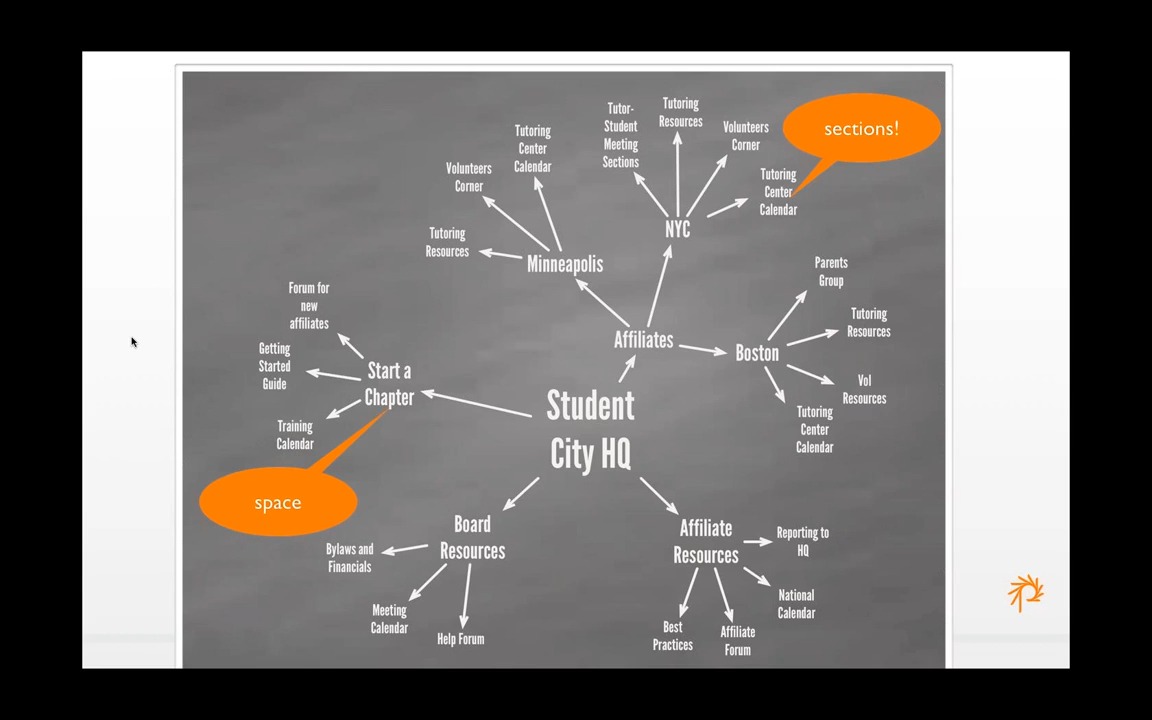 Tutor-
Student
Meeting
Sections
Tutoring
Resources
Volunteers
Corner
sections!
Tutoring
Center
Calendar
Tutoring
Center
Calendar
Volunteers
Corner
Tutoring
Resources
Minneapolis
NYC
Parents
Group
Tutoring
Resources
Vol
Resources
Tutoring
Center
Calendar
Boston
Affiliates
Forum for
new
affiliates
Getting
Started
Guide
Training
Calendar
Start a
Chapter
Student
City HQ
space
Board
Resources
Bylaws and
Financials
Meeting
Calendar
Help Forum
Affiliate
Resources
Reporting to
HQ
National
Calendar
Best
Practices
Affiliate
Forum